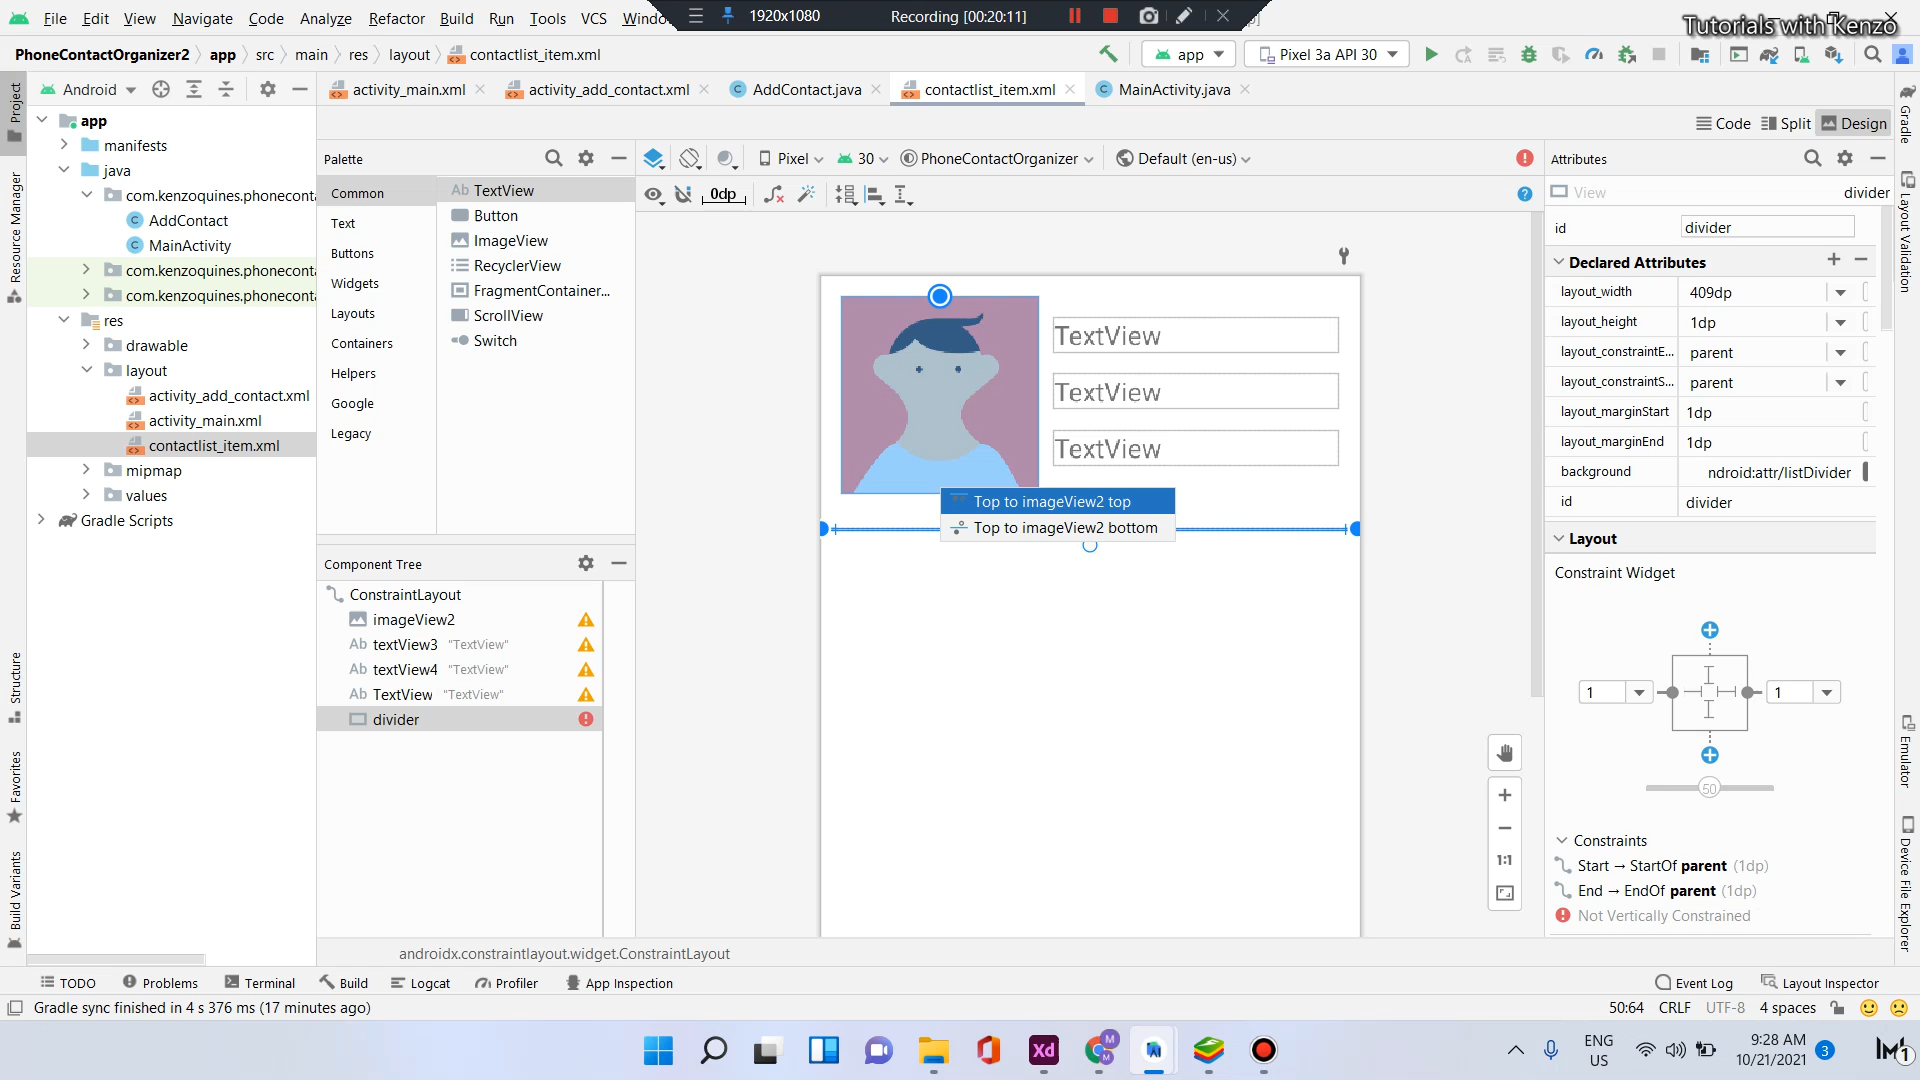 File Edit View Navigate Code Analyze Refactor Build Run Tools VCS Windo
1920x1080 Recording [00:20:11]
Tutorials with Kenzo
PhoneContactOrganizer2 app src main res layout contactlist_item.xml
app Pixel 3a API 30
Android
activity_main.xml activity_add_contact.xml AddContact.java contactlist_item.xml MainActivity.java
Code Split Design
Project
Resource Manager
Structure
Favorites
Build Variants
app
manifests
java
com.kenzoquines.phoneconta
AddContact
MainActivity
com.kenzoquines.phoneconta
com.kenzoquines.phoneconta
res
drawable
layout
activity_add_contact.xml
activity_main.xml
contactlist_item.xml
mipmap
values
Gradle Scripts
Palette
Common
Text
Buttons
Widgets
Layouts
Containers
Helpers
Google
Legacy
Ab TextView
Button
ImageView
RecyclerView
FragmentContainer...
ScrollView
Switch
Component Tree
ConstraintLayout
imageView2
Ab textView3 "TextView"
Ab textView4 "TextView"
Ab TextView "TextView"
divider
Pixel 30 PhoneContactOrganizer Default (en-us)
0dp
TextView
TextView
TextView
Top to imageView2 top
Top to imageView2 bottom
1:1
Attributes
View divider
id divider
Declared Attributes
layout_width 409dp
layout_height 1dp
layout_constraintE... parent
layout_constraintS... parent
layout_marginStart 1dp
layout_marginEnd 1dp
background ndroid:attr/listDivider
id divider
Layout
Constraint Widget
1 1
50
Constraints
Start → StartOf parent (1dp)
End → EndOf parent (1dp)
Not Vertically Constrained
Gradle
Layout Validation
Emulator
Device File Explorer
androidx.constraintlayout.widget.ConstraintLayout
TODO Problems Terminal Build Logcat Profiler App Inspection Event Log Layout Inspector
Gradle sync finished in 4 s 376 ms (17 minutes ago) 50:64 CRLF UTF-8 4 spaces
Xd M M
ENG
US
9:28 AM
10/21/2021
3
1